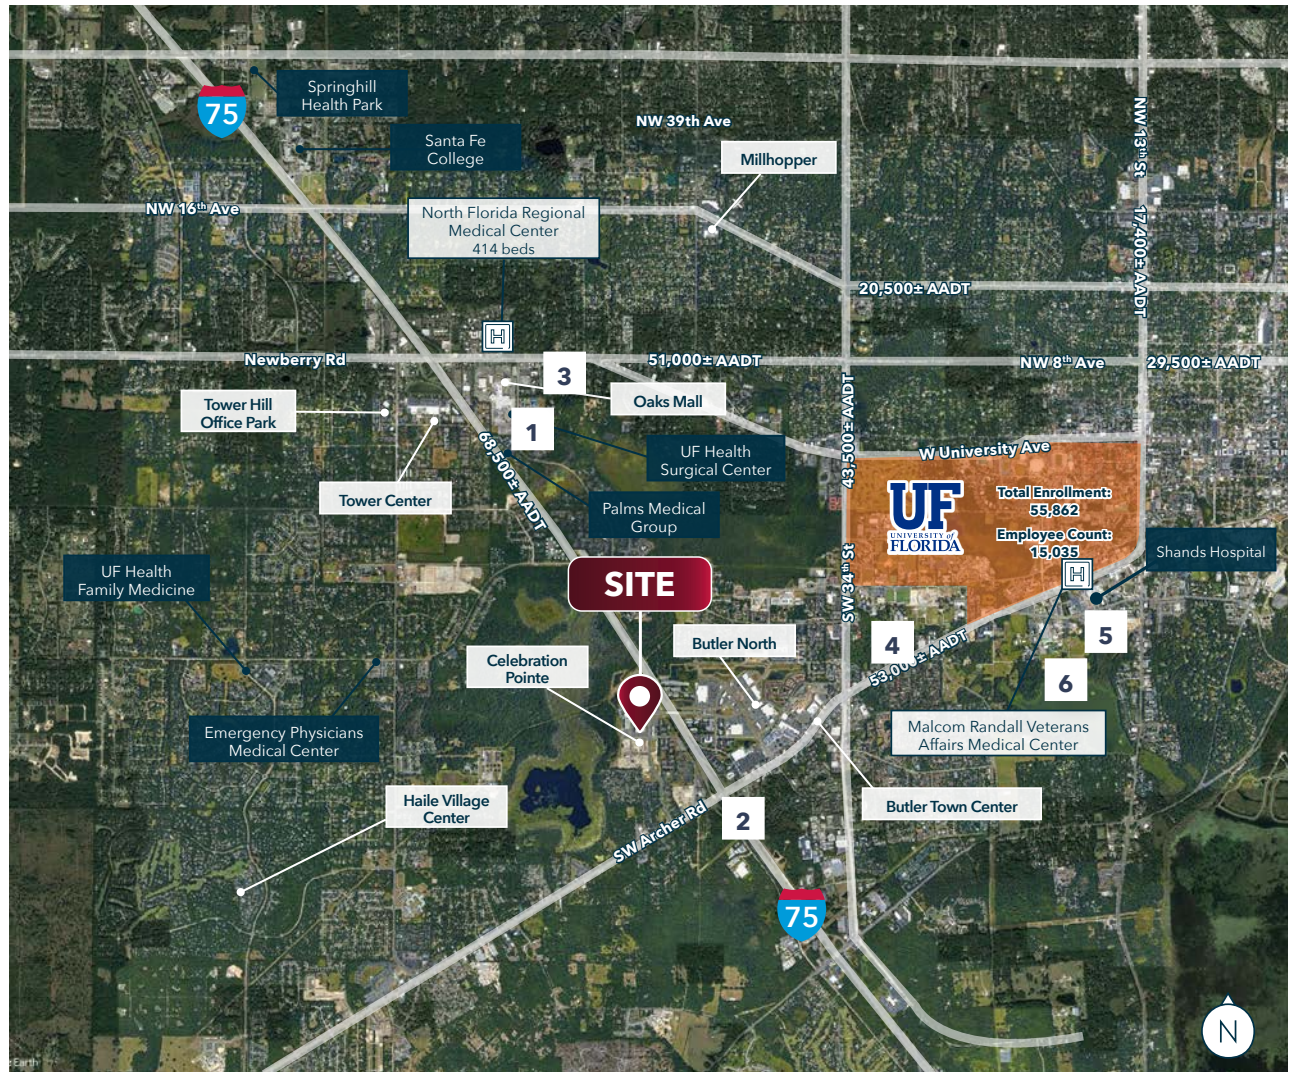 75
Springhill
Health Park
Santa Fe
College
NW 39th Ave
Millhopper
NW 13th St
NW 16th Ave
North Florida Regional
Medical Center
414 beds
17,400± AADT
20,500± AADT
H
Newberry Rd
51,000± AADT
NW 8th Ave
29,500± AADT
3
Oaks Mall
Tower Hill
Office Park
1
43,500± AADT
68,500± AADT
UF Health
Surgical Center
W University Ave
Tower Center
Palms Medical
Group
UF
UNIVERSITY of
FLORIDA
Total Enrollment:
55,862
Employee Count:
15,035
Shands Hospital
H
UF Health
Family Medicine
SITE
SW 34th St
Butler North
4
5
53,000± AADT
Celebration
Pointe
6
Emergency Physicians
Medical Center
Malcom Randall Veterans
Affairs Medical Center
Haile Village
Center
Butler Town Center
2
SW Archer Rd
75
N
Earth